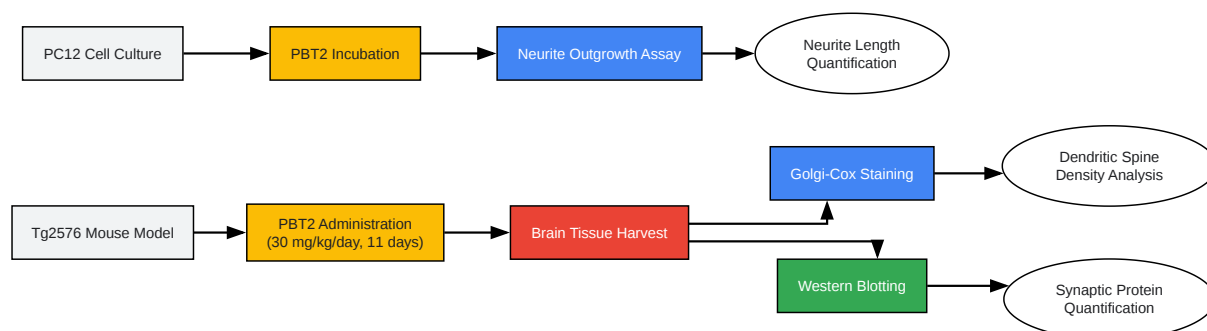 PC12 Cell Culture
PBT2 Incubation
Neurite Outgrowth Assay
Neurite Length
Quantification
Tg2576 Mouse Model
PBT2 Administration
(30 mg/kg/day, 11 days)
Brain Tissue Harvest
Golgi-Cox Staining
Dendritic Spine
Density Analysis
Western Blotting
Synaptic Protein
Quantification